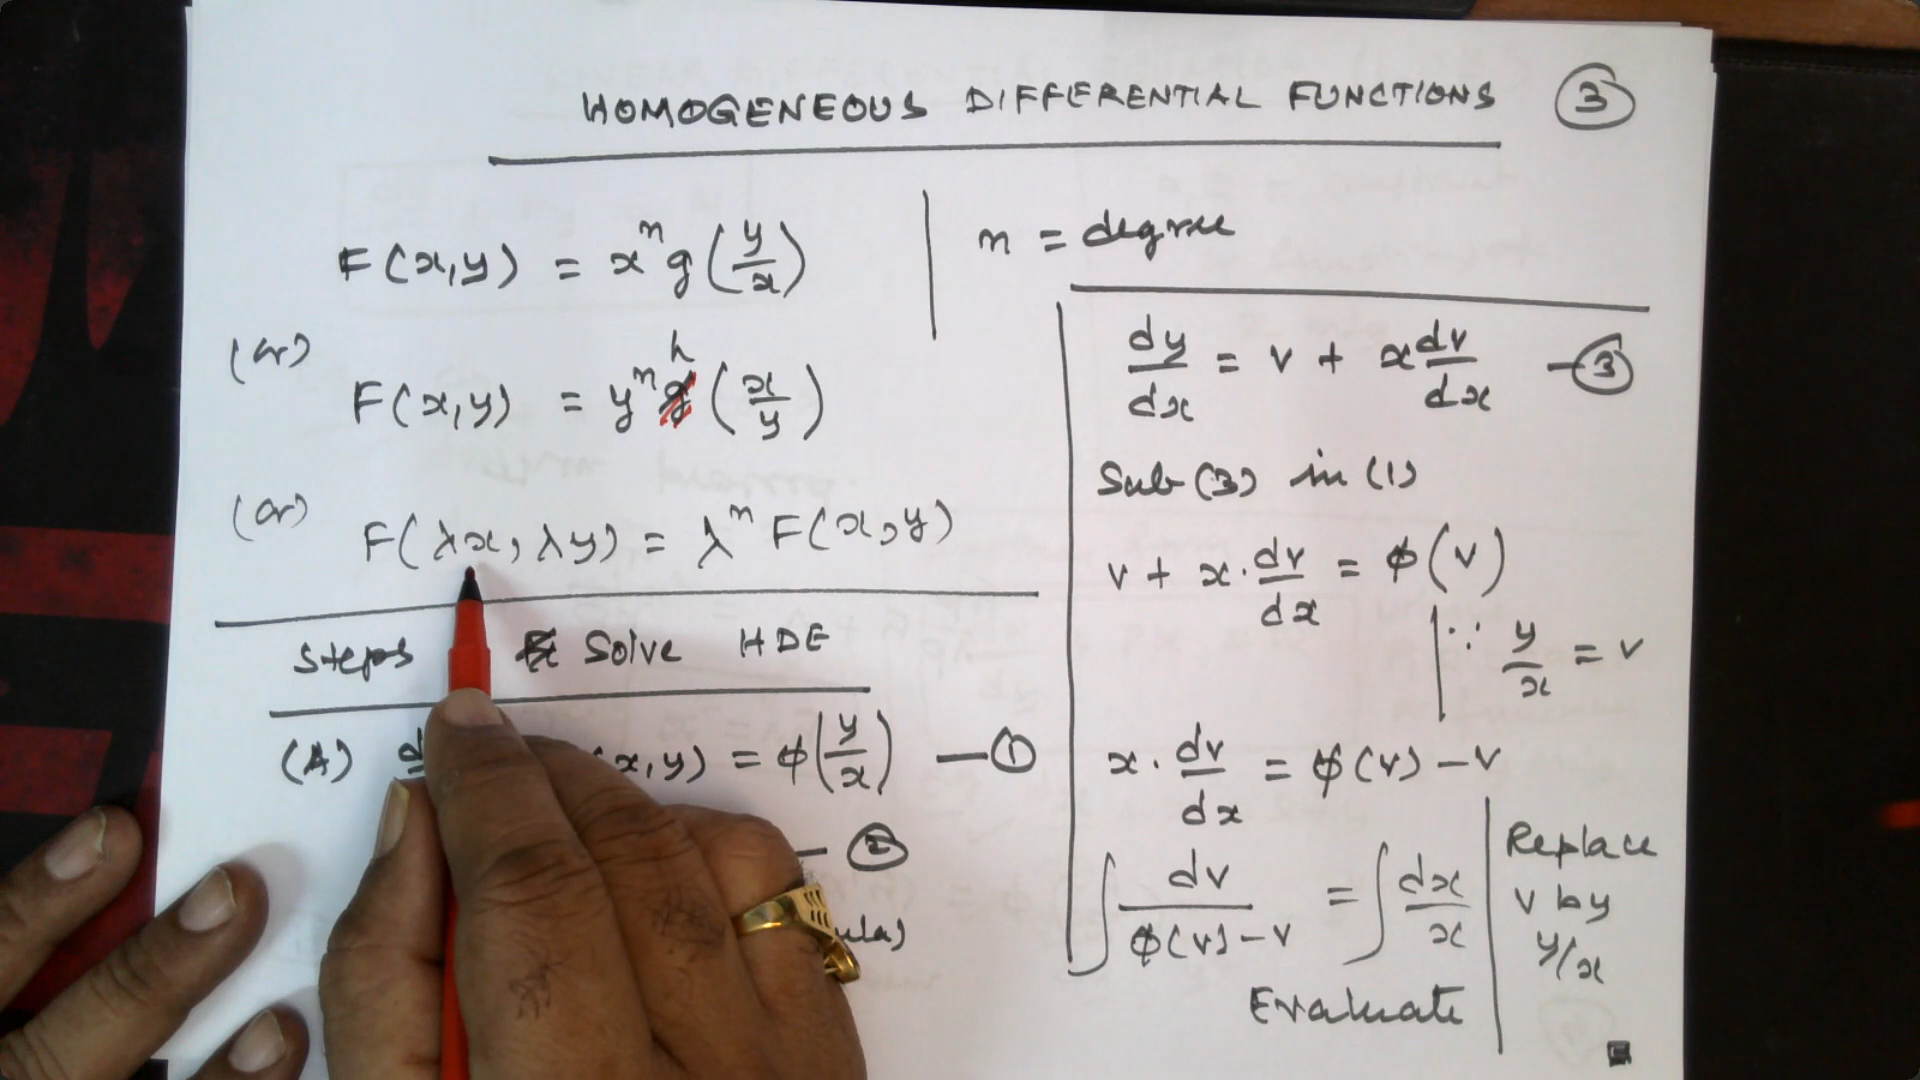 HOMOGENEOUS DIFFERENTIAL FUNCTIONS ③
F(x,y) = xⁿ g(y/x)
n = degree
(or)
F(x,y) = yⁿ h (x/y)
(or)
F(λx, λy) = λⁿ F(x,y)
Steps Solve HDE
(A) (x,y) = φ(y/x) — ①
— ②
dy/dx = v + x dv/dx — ③
Sub (3) in (1)
v + x. dv/dx = φ(v)
∵ y/x = v
x. dv/dx = φ(v) – v
∫ dv/(φ(v) – v) = ∫ dx/x
Evaluate
Replace
v by
y/x